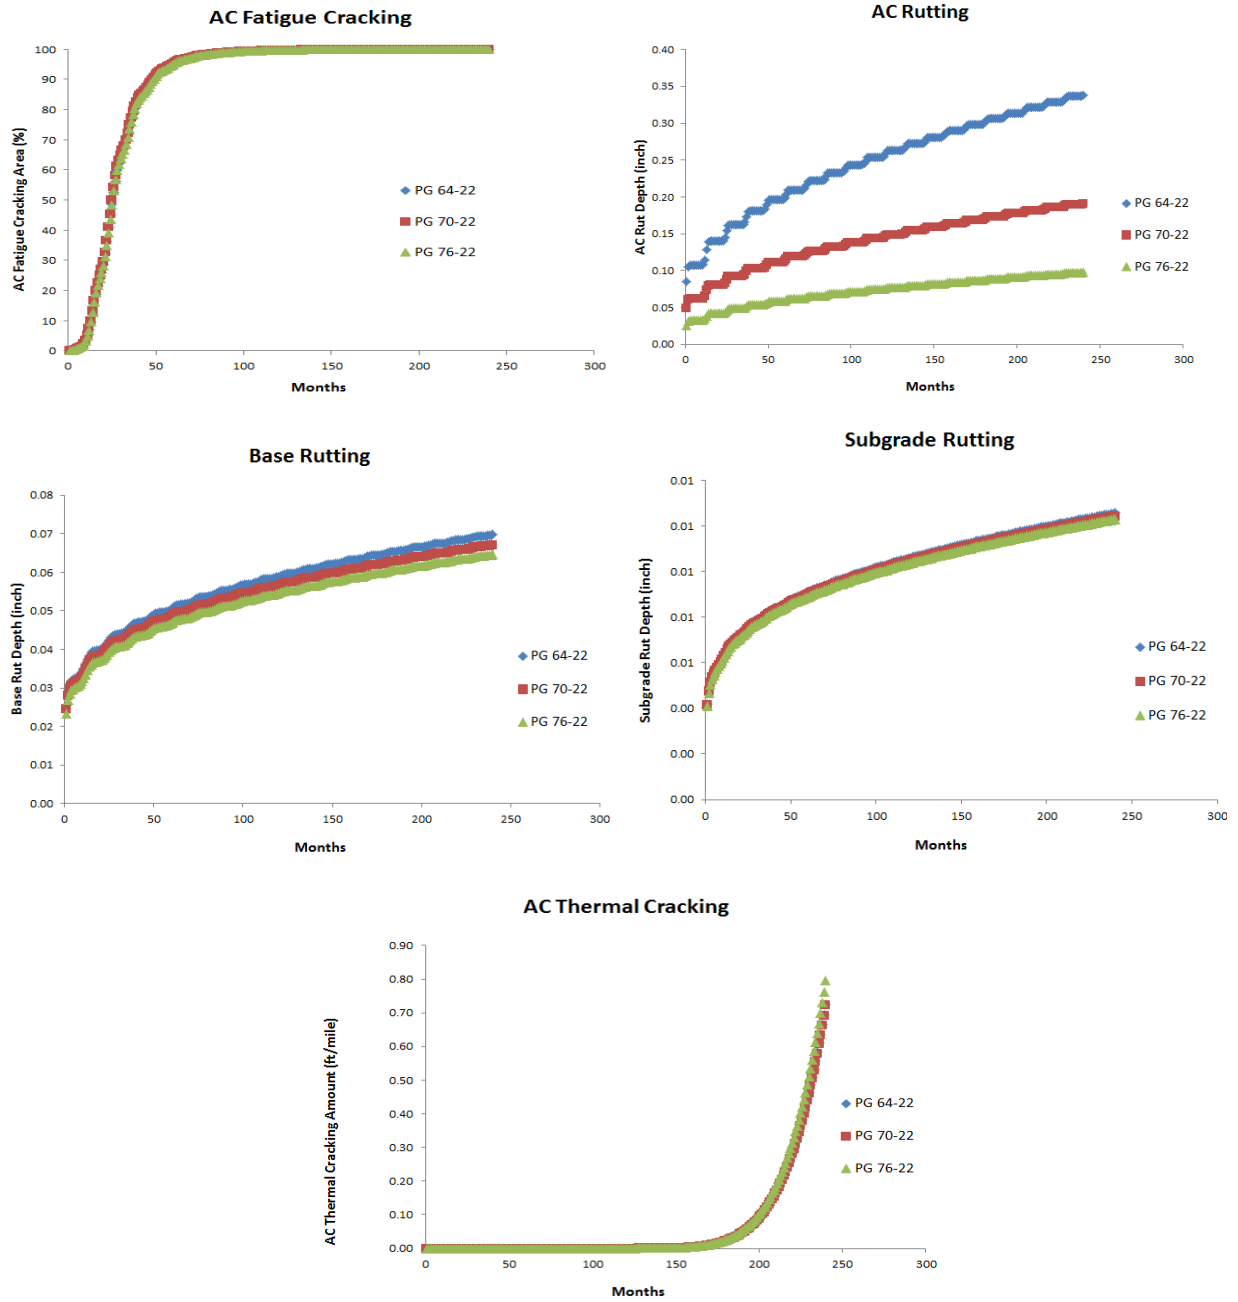 AC Fatigue Cracking
AC Fatigue Cracking Area (%)
100
90
80
70
60
50
40
30
20
10
0
0 50 100 150 200 250 300
Months
PG 64-22
PG 70-22
PG 76-22
AC Rutting
AC Rut Depth (inch)
0.40
0.35
0.30
0.25
0.20
0.15
0.10
0.05
0.00
0 50 100 150 200 250 300
Months
PG 64-22
PG 70-22
PG 76-22
Base Rutting
Base Rut Depth (inch)
0.08
0.07
0.06
0.05
0.04
0.03
0.02
0.01
0.00
0 50 100 150 200 250 300
Months
PG 64-22
PG 70-22
PG 76-22
Subgrade Rutting
Subgrade Rut Depth (inch)
0.01
0.01
0.01
0.01
0.01
0.00
0.00
0.00
0 50 100 150 200 250 300
Months
PG 64-22
PG 70-22
PG 76-22
AC Thermal Cracking
AC Thermal Cracking Amount (ft/mile)
0.90
0.80
0.70
0.60
0.50
0.40
0.30
0.20
0.10
0.00
0 50 100 150 200 250 300
Months
PG 64-22
PG 70-22
PG 76-22